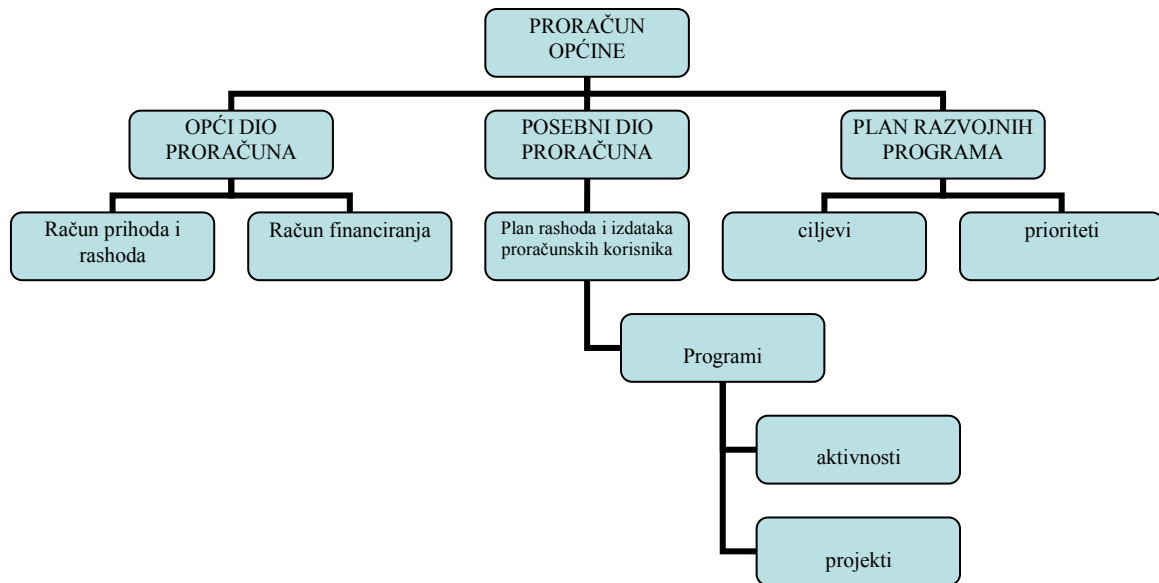 PRORAČUN
OPĆINE
OPĆI DIO
PRORAČUNA
POSEBNI DIO
PRORAČUNA
PLAN RAZVOJNIH
PROGRAMA
Račun prihoda i
rashoda
Račun financiranja
Plan rashoda i izdataka
proračunskih korisnika
ciljevi
prioriteti
Programi
aktivnosti
projekti